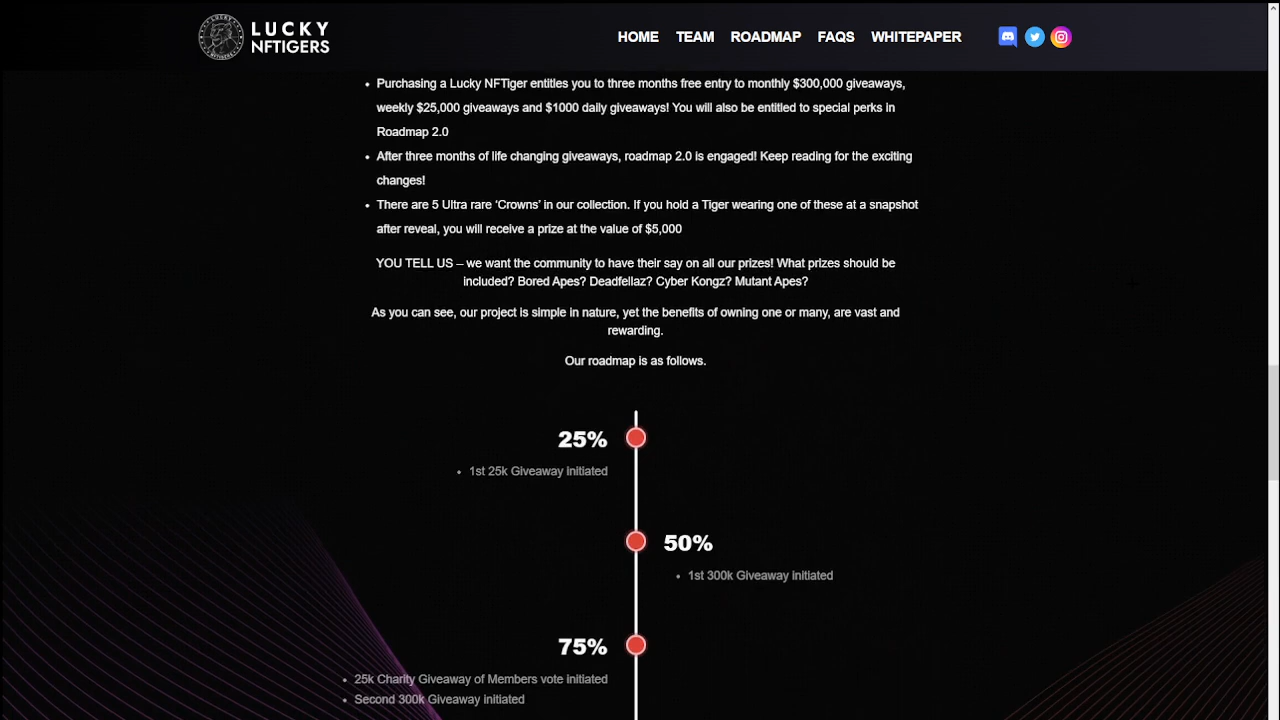 LUCKY
NFTIGERS
HOME TEAM ROADMAP FAQS WHITEPAPER
• Purchasing a Lucky NFTiger entitles you to three months free entry to monthly $300,000 giveaways,
weekly $25,000 giveaways and $1000 daily giveaways! You will also be entitled to special perks in
Roadmap 2.0
• After three months of life changing giveaways, roadmap 2.0 is engaged! Keep reading for the exciting
changes!
• There are 5 Ultra rare ‘Crowns’ in our collection. If you hold a Tiger wearing one of these at a snapshot
after reveal, you will receive a prize at the value of $5,000
YOU TELL US – we want the community to have their say on all our prizes! What prizes should be
included? Bored Apes? Deadfellaz? Cyber Kongz? Mutant Apes?
As you can see, our project is simple in nature, yet the benefits of owning one or many, are vast and
rewarding.
Our roadmap is as follows.
25%
• 1st 25k Giveaway initiated
50%
• 1st 300k Giveaway initiated
75%
• 25k Charity Giveaway of Members vote initiated
• Second 300k Giveaway initiated